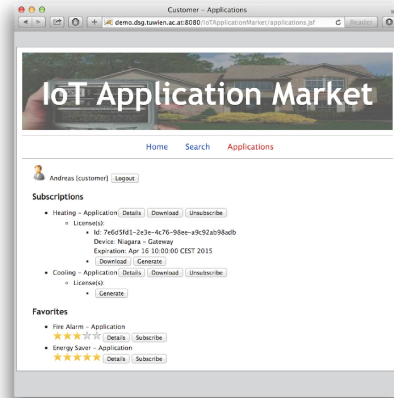 Customer – Applications
demo.dsg.tuwien.ac.at:8080/IoTApplicationMarket/applications.jsf
Reader
IoT Application Market
Home Search Applications
Andreas [customer] Logout
Subscriptions
Heating – Application Details Download Unsubscribe
License(s):
Id: 7e6d5fd1-2e3e-4c76-98ee-a9c92ab98adb
Device: Niagara – Gateway
Expiration: Apr 16 10:00:00 CEST 2015
Download Generate
Cooling – Application Details Download Unsubscribe
License(s):
Generate
Favorites
Fire Alarm – Application
Details Subscribe
Energy Saver – Application
Details Subscribe